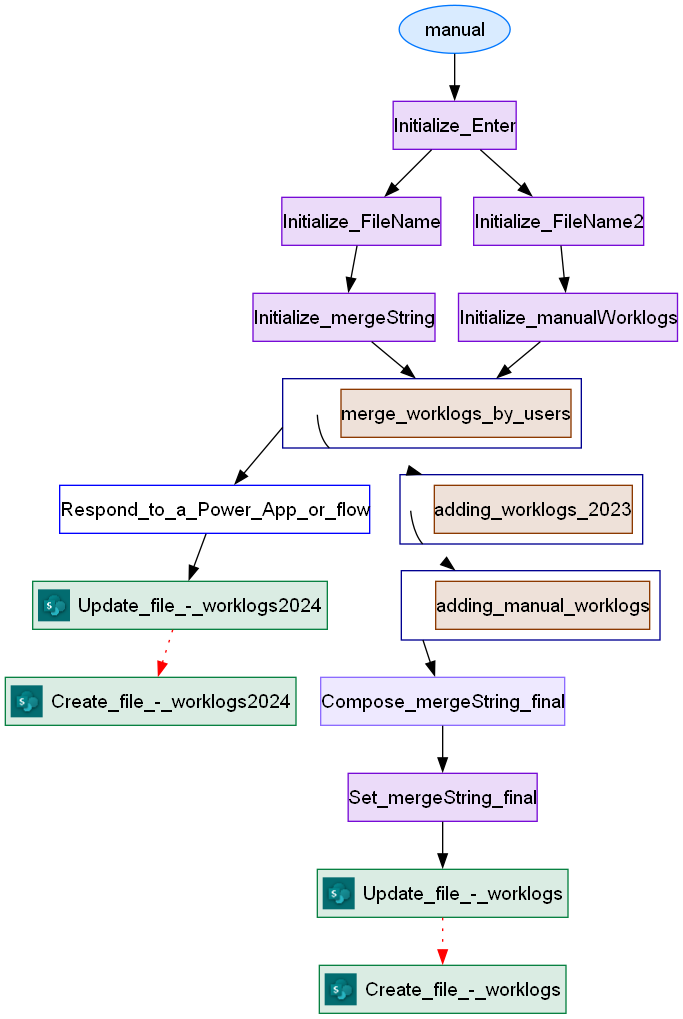 manual
Initialize_Enter
Initialize_FileName
Initialize_FileName2
Initialize_mergeString
Initialize_manualWorklogs
merge_worklogs_by_users
Respond_to_a_Power_App_or_flow
adding_worklogs_2023
Update_file_-_worklogs2024
adding_manual_worklogs
Create_file_-_worklogs2024
Compose_mergeString_final
Set_mergeString_final
S Update_file_-_worklogs
S Create_file_-_worklogs